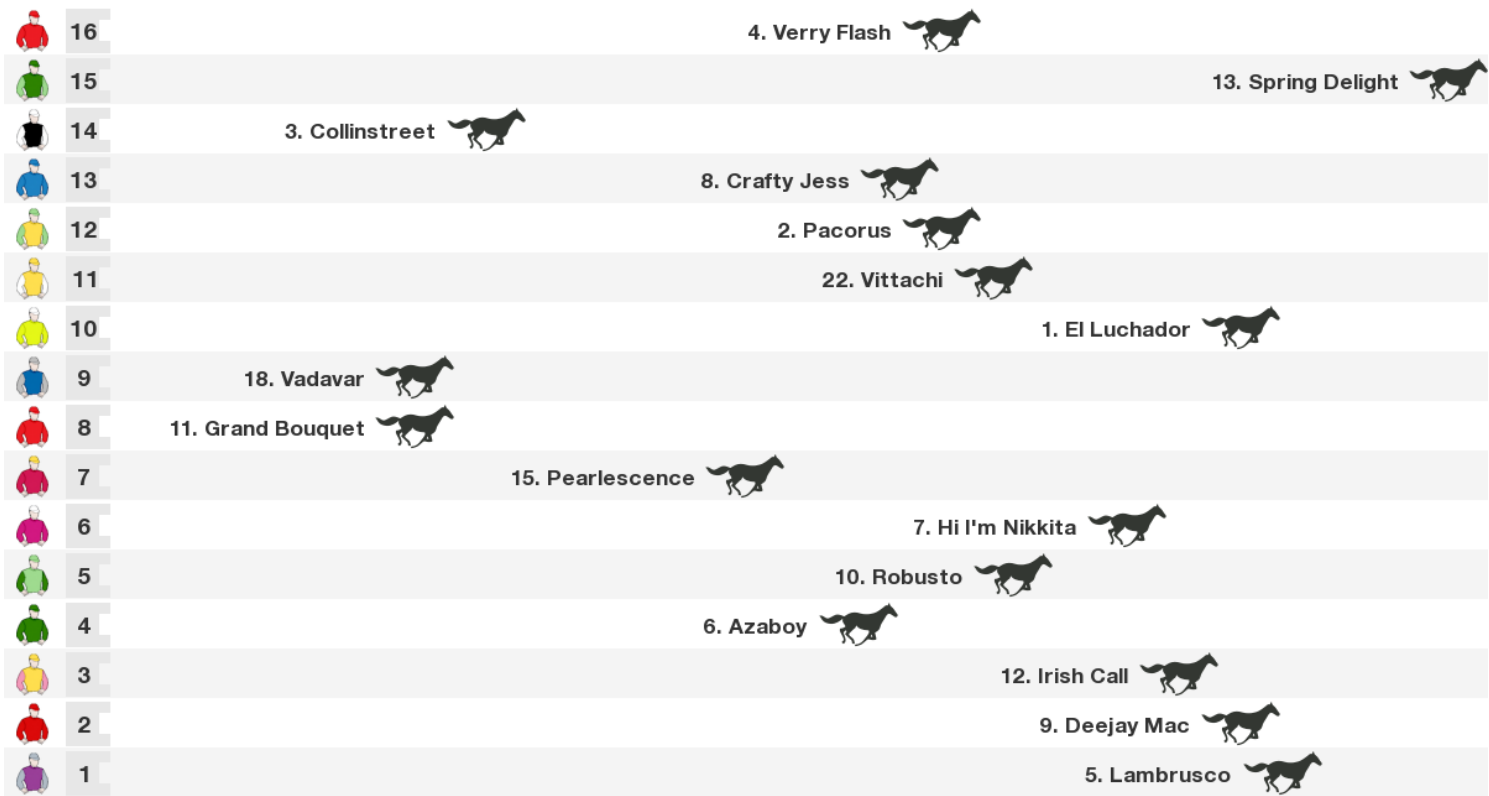 16 4. Verry Flash
15 13. Spring Delight
14 3. Collinstreet
13 8. Crafty Jess
12 2. Pacorus
11 22. Vittachi
10 1. El Luchador
9 18. Vadavar
8 11. Grand Bouquet
7 15. Pearlescence
6 7. Hi I'm Nikkita
5 10. Robusto
4 6. Azaboy
3 12. Irish Call
2 9. Deejay Mac
1 5. Lambrusco